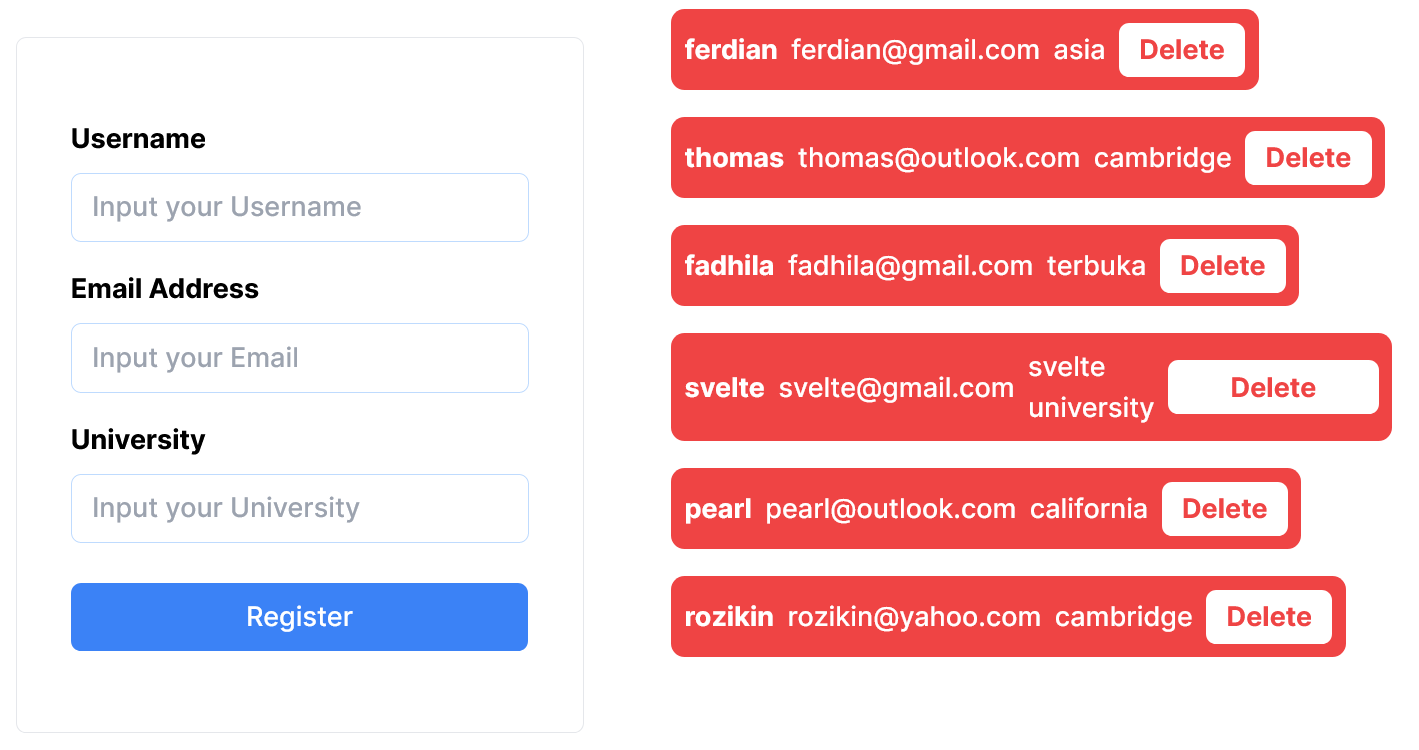 Username
Input your Username
Email Address
Input your Email
University
Input your University
Register
ferdian ferdian@gmail.com asia Delete
thomas thomas@outlook.com cambridge Delete
fadhila fadhila@gmail.com terbuka Delete
svelte svelte@gmail.com svelte
university Delete
pearl pearl@outlook.com california Delete
rozikin rozikin@yahoo.com cambridge Delete